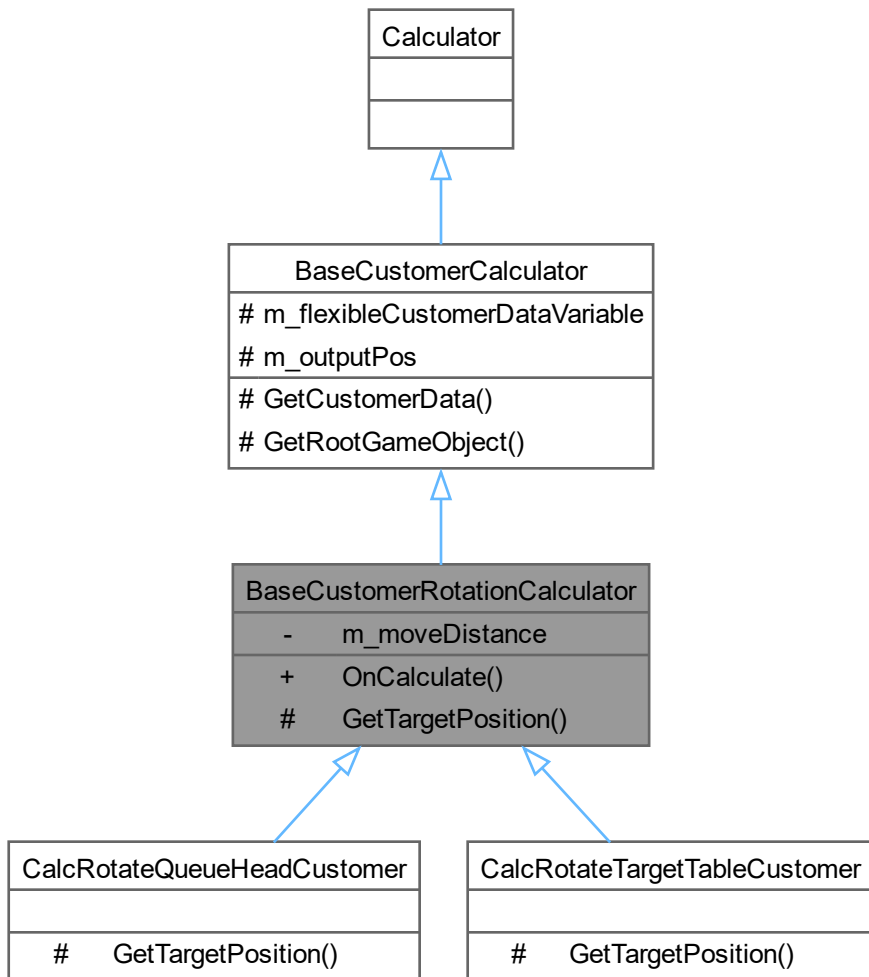 Calculator
BaseCustomerCalculator
# m_flexibleCustomerDataVariable
# m_outputPos
# GetCustomerData()
# GetRootGameObject()
BaseCustomerRotationCalculator
- m_moveDistance
+ OnCalculate()
# GetTargetPosition()
CalcRotateQueueHeadCustomer
# GetTargetPosition()
CalcRotateTargetTableCustomer
# GetTargetPosition()